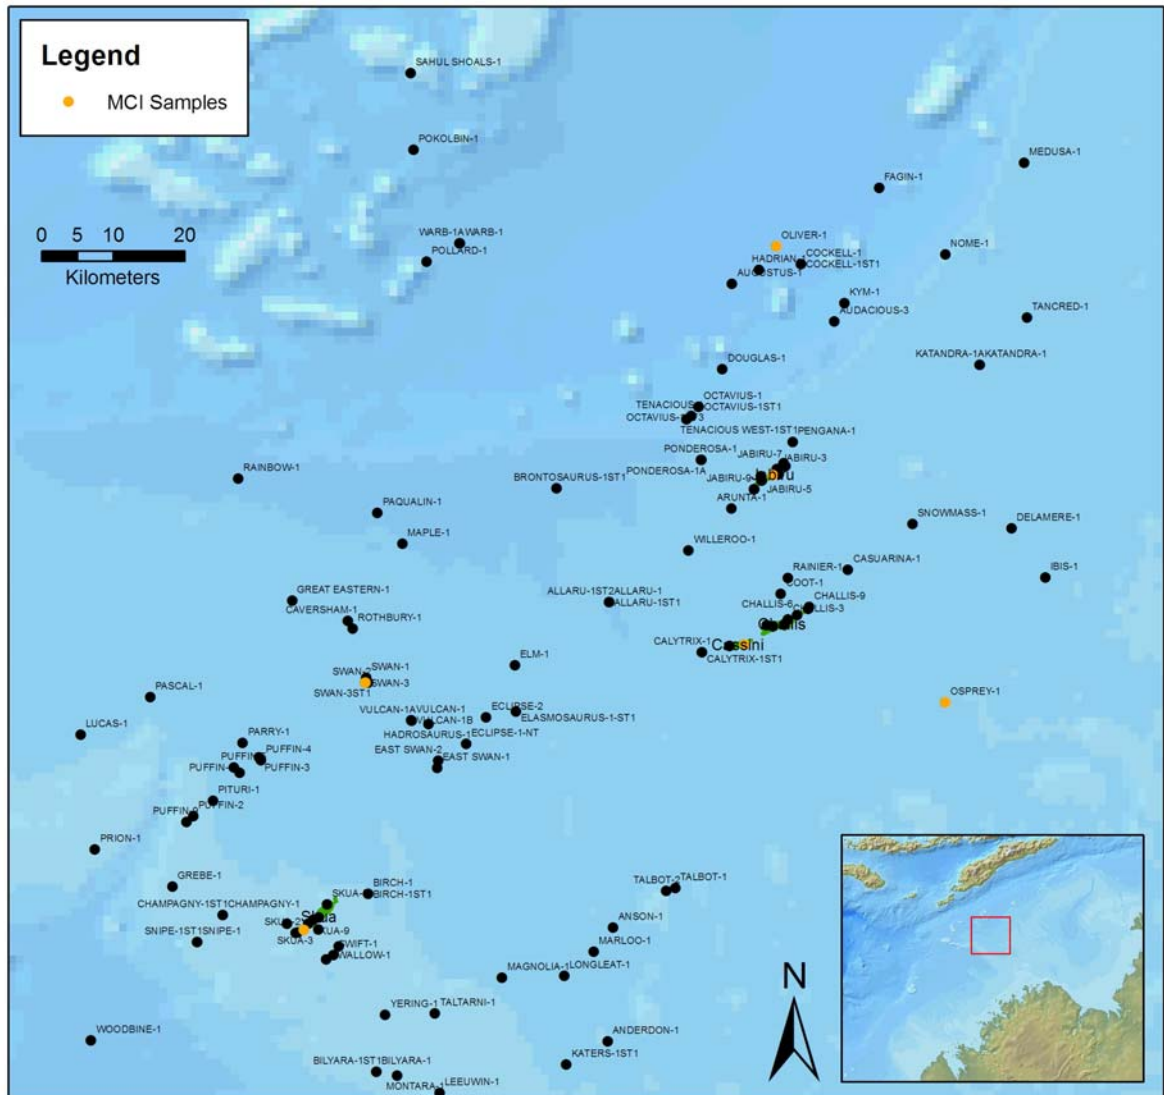 Legend
MCI Samples
SAHUL SHOALS-1
POKOLBIN-1
MEDUSA-1
FAGIN-1
0 5 10 20
Kilometers
WARB-1AWARB-1
POLLARD-1
OLIVER-1
HADRIAN
COCKELL-1
COCKELL-1ST1
AUGUSTUS-1
NOME-1
KYM-1
AUDACIOUS-3
TANCRED-1
KATANDRA-1AKATANDRA-1
DOUGLAS-1
OCTAVIUS-1
TENACIOUS
OCTAVIUS-1ST1
TENACIOUS WEST-1ST1
PENGANA-1
PONDEROSA-1
JABIRU-7
JABIRU-3
PONDEROSA-1A
JABIRU-9
JABIRU-5
ARUNTA-1
RAINBOW-1
BRONTOSAURUS-1ST1
PAQUALIN-1
MAPLE-1
SNOWMASS-1
DELAMERE-1
WILLEROO-1
CASUARINA-1
RAINIER-1
COOT-1
IBIS-1
GREAT EASTERN-1
CAVERSHAM-1
ROTHBURY-1
ALLARU-1ST2ALLARU-1
ALLARU-1ST1
CHALLIS-9
CHALLIS-6
CHALLIS-3
Challis
Cassini
CALYTRIX-1
CALYTRIX-1ST1
ELM-1
SWAN-1
SWAN-3
SWAN-3ST1
OSPREY-1
PASCAL-1
LUCAS-1
VULCAN-1AVULCAN-1
VULCAN-1B
ECLIPSE-2
ELASMOSAURUS-1-ST1
HADROSAURUS-1
ECLIPSE-1-NT
EAST SWAN-2
EAST SWAN-1
PARRY-1
PUFFIN-4
PUFFIN-3
PITURI-1
PUFFIN-2
PRION-1
GREBE-1
CHAMPAGNY-1ST1CHAMPAGNY-1
SNIPE-1ST1SNIPE-1
BIRCH-1
BIRCH-1ST1
Skua
SKUA-3
SKUA-9
SWIFT-1
TALBOT-2
TALBOT-1
ANSON-1
MARLOO-1
MAGNOLIA-1
LONGLEAT-1
YERING-1
TALTARNI-1
WOODBINE-1
ANDERDON-1
KATERS-1ST1
BILYARA-1ST1BILYARA-1
MONTARA-1
LEEUWIN-1
N